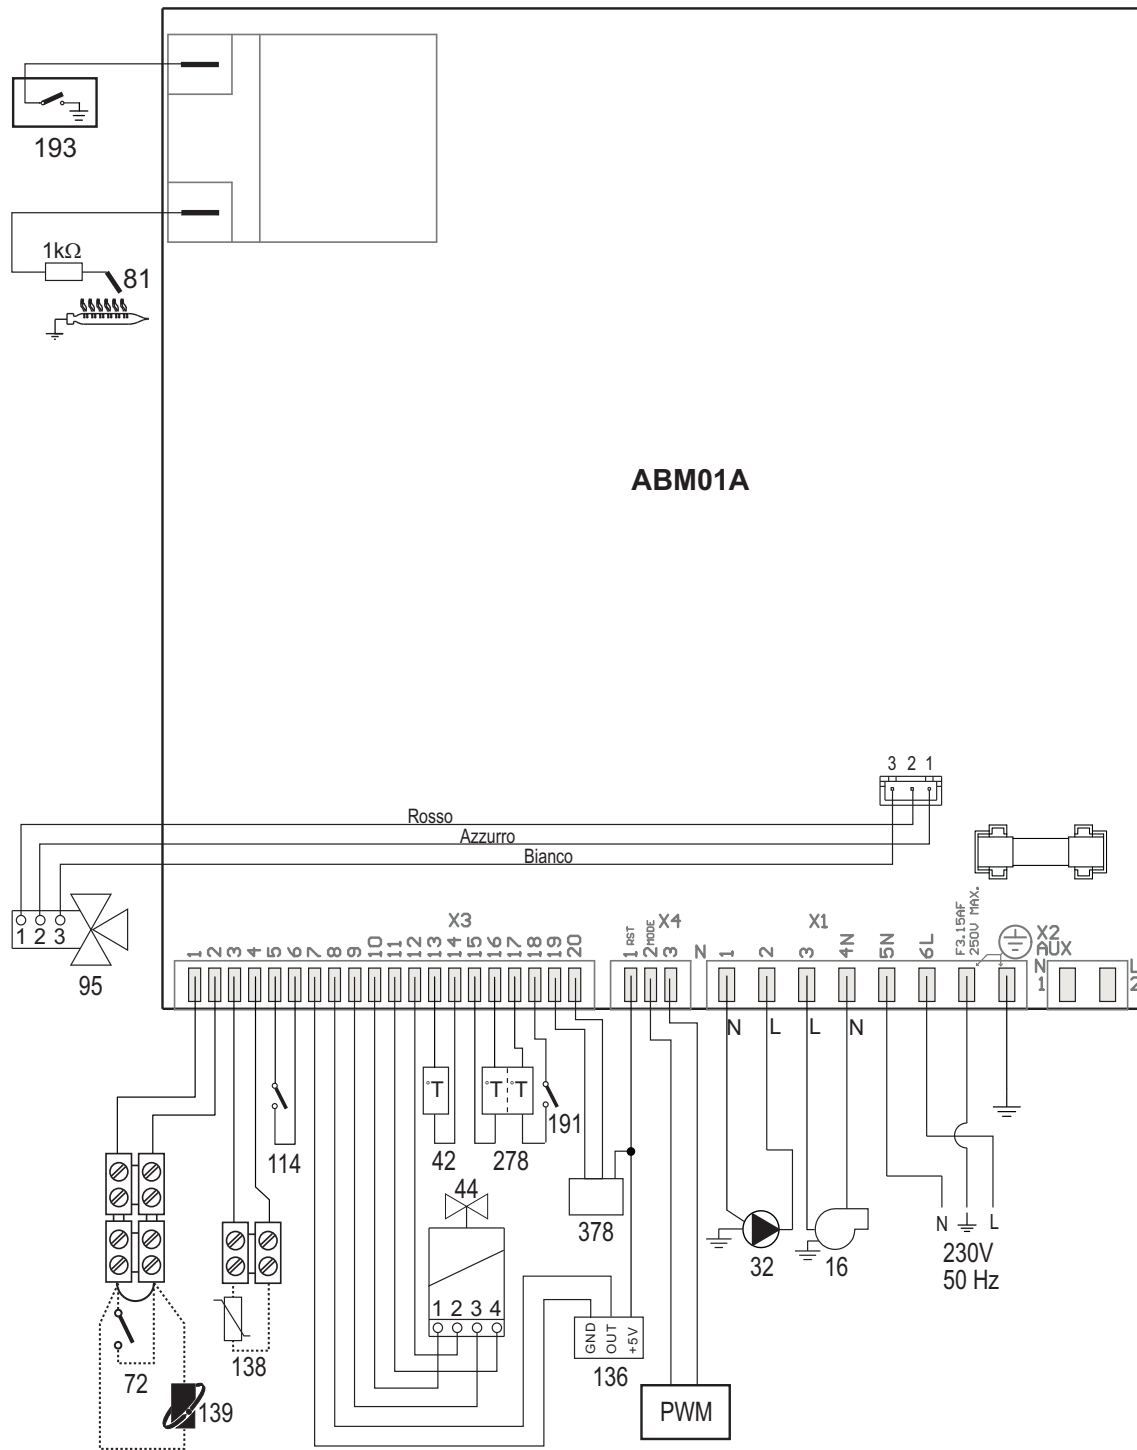 193
1kΩ
81
ABM01A
3 2 1
Rosso
Azzurro
Bianco
1 2 3
95
X3
1 2 3 4 5 6 7 8 9 10 11 12 13 14 15 16 17 18 19 20
X4
1 RST
2 MODE
3
X1
N
1 2 3 4N 5N 6L
F3.15AF
250V MAX.
X2
AUX
N
1
L
2
N L L N
°T
°T °T
191
114
42
278
44
378
N L
32
16
230V
50 Hz
1 2 3 4
GND
OUT
+5V
138
136
72
139
PWM